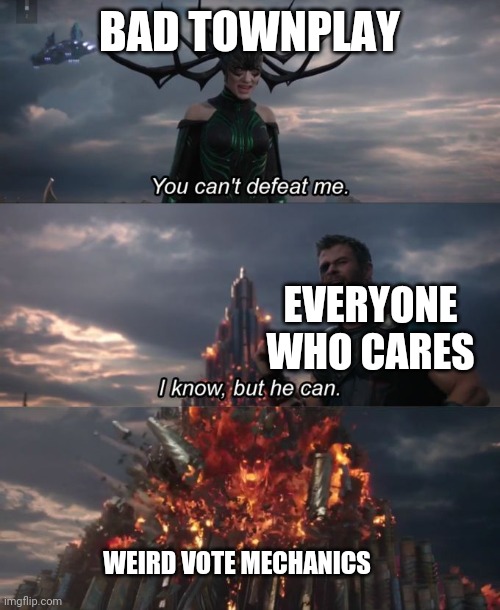 BAD TOWNPLAY
You can't defeat me.
EVERYONE
WHO CARES
I know, but he can.
WEIRD VOTE MECHANICS
imgflip.com